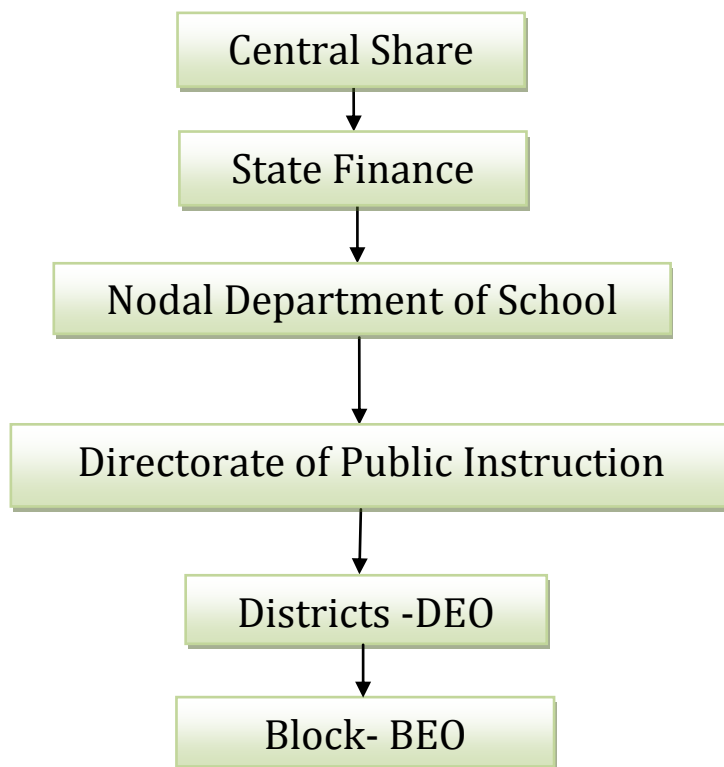 Central Share
State Finance
Nodal Department of School
Directorate of Public Instruction
Districts -DEO
Block- BEO